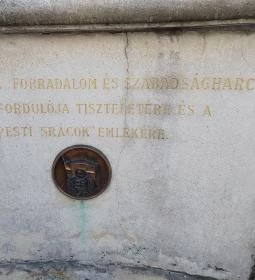 . FORRADALOM ÉS SZABADSÁGHARC
FORDULÓJA TISZTELETÉRE ÉS A
PESTI SRÁCOK EMLÉKÉRE.